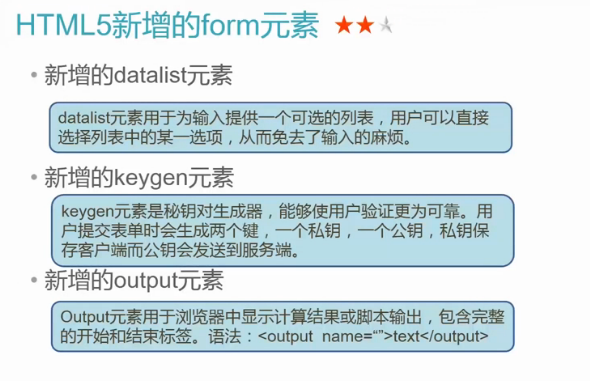 HTML5新增的form元素
• 新增的datalist元素
datalist元素用于为输入提供一个可选的列表，用户可以直接
选择列表中的某一选项，从而免去了输入的麻烦。
• 新增的keygen元素
keygen元素是秘钥对生成器，能够使用户验证更为可靠。用
户提交表单时会生成两个键，一个私钥，一个公钥，私钥保
存客户端而公钥会发送到服务端。
• 新增的output元素
Output元素用于浏览器中显示计算结果或脚本输出，包含完整
的开始和结束标签。语法：<output name=“”>text</output>